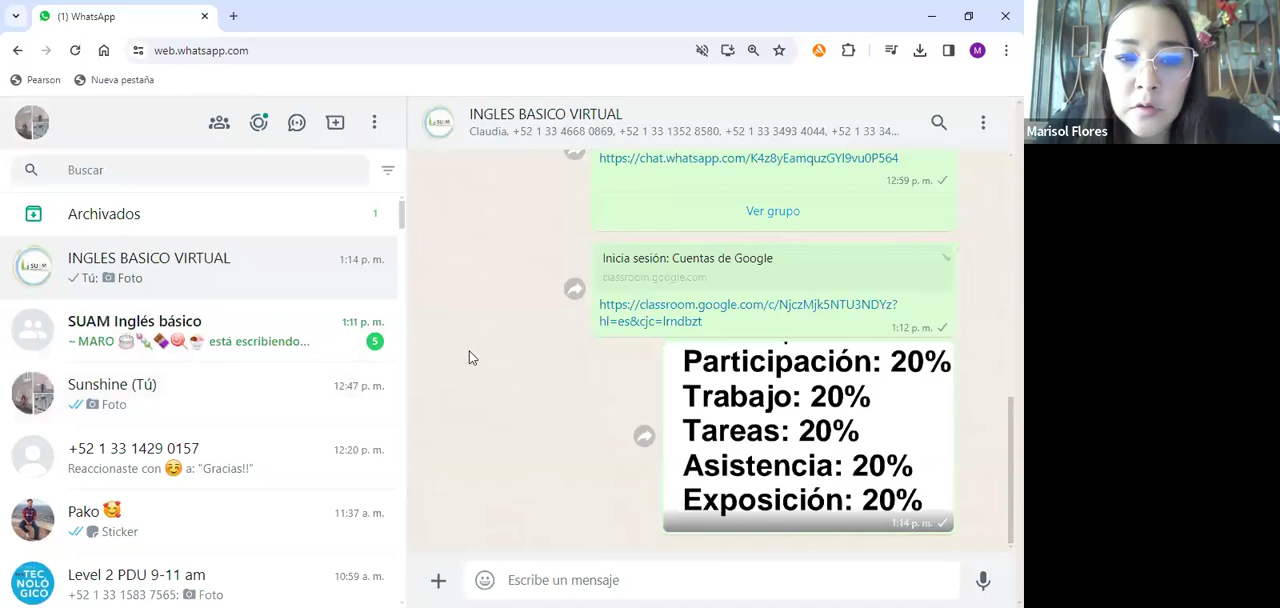 (1) WhatsApp
web.whatsapp.com
M
Pearson
Nueva pestaña
Buscar
Archivados
1
INGLES BASICO VIRTUAL
1:14 p. m.
Tú: Foto
SUAM Inglés básico
1:11 p. m.
~ MARO está escribiendo...
5
Sunshine (Tú)
12:47 p. m.
Foto
+52 1 33 1429 0157
12:20 p. m.
Reaccionaste con ☺️ a: "Gracias!!"
Pako 🥰
11:37 a. m.
Sticker
TEC
NOLÓ
GICO
Level 2 PDU 9-11 am
10:59 a. m.
+52 1 33 1583 7565: Foto
INGLES BASICO VIRTUAL
Claudia, +52 1 33 4668 0869, +52 1 33 1352 8580, +52 1 33 3493 4044, +52 1 33 34...
https://chat.whatsapp.com/K4z8yEamquzGYl9vu0P564
12:59 p. m.
Ver grupo
Inicia sesión: Cuentas de Google
classroom.google.com
https://classroom.google.com/c/NjczMjk5NTU3NDYz?
hl=es&cjc=lrndbzt
1:12 p. m.
Participación: 20%
Trabajo: 20%
Tareas: 20%
Asistencia: 20%
Exposición: 20%
1:14 p. m.
Escribe un mensaje
Marisol Flores